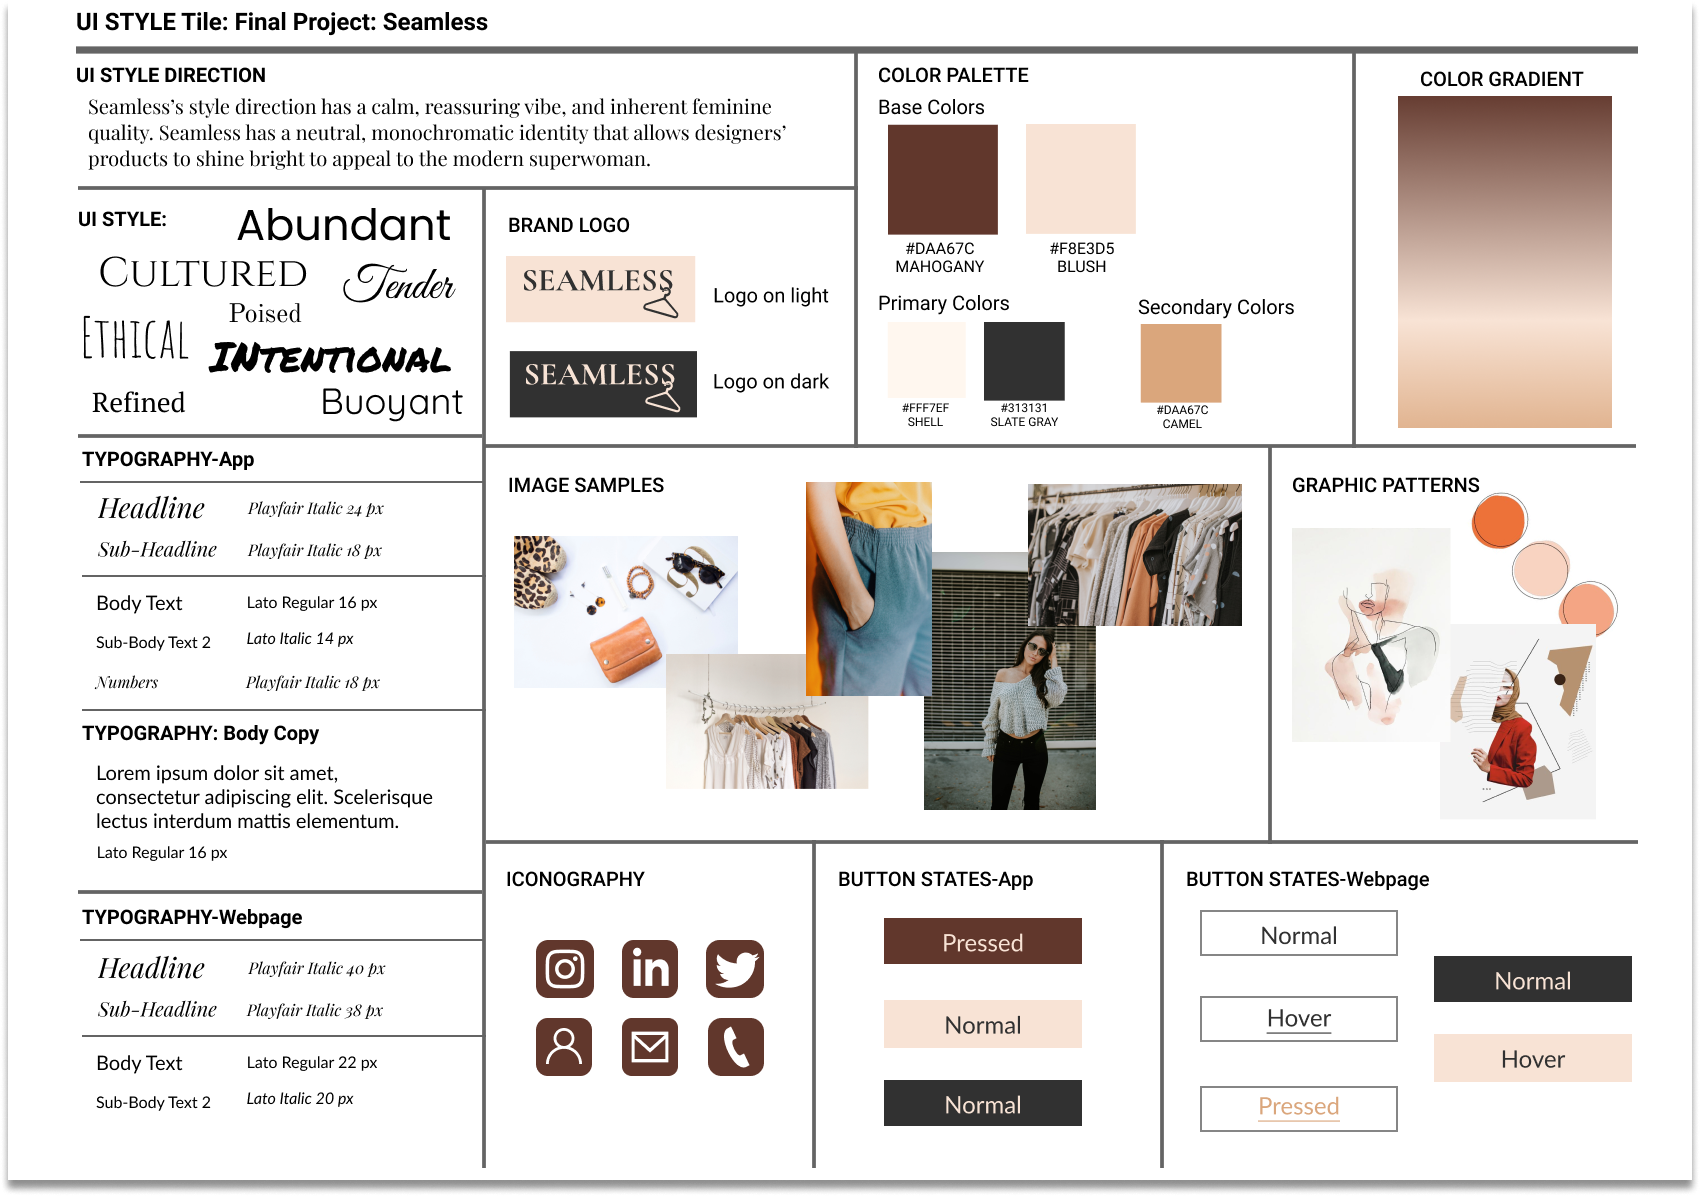 UI STYLE Tile: Final Project: Seamless
UI STYLE DIRECTION
Seamless’s style direction has a calm, reassuring vibe, and inherent feminine
quality. Seamless has a neutral, monochromatic identity that allows designers’
products to shine bright to appeal to the modern superwoman.
UI STYLE:
Abundant
CULTURED
Tender
Poised
ETHICAL
INTENTIONAL
Refined
Buoyant
BRAND LOGO
SEAMLESS
Logo on light
SEAMLESS
Logo on dark
COLOR PALETTE
Base Colors
#DAA67C
MAHOGANY
#F8E3D5
BLUSH
Primary Colors
#FFF7EF
SHELL
#313131
SLATE GRAY
Secondary Colors
#DAA67C
CAMEL
COLOR GRADIENT
TYPOGRAPHY-App
Headline Playfair Italic 24 px
Sub-Headline Playfair Italic 18 px
Body Text Lato Regular 16 px
Sub-Body Text 2 Lato Italic 14 px
Numbers Playfair Italic 18 px
TYPOGRAPHY: Body Copy
Lorem ipsum dolor sit amet,
consectetur adipiscing elit. Scelerisque
lectus interdum mattis elementum.
Lato Regular 16 px
TYPOGRAPHY-Webpage
Headline Playfair Italic 40 px
Sub-Headline Playfair Italic 38 px
Body Text Lato Regular 22 px
Sub-Body Text 2 Lato Italic 20 px
IMAGE SAMPLES
GRAPHIC PATTERNS
ICONOGRAPHY
in
BUTTON STATES-App
Pressed
Normal
Normal
BUTTON STATES-Webpage
Normal
Hover
Pressed
Normal
Hover